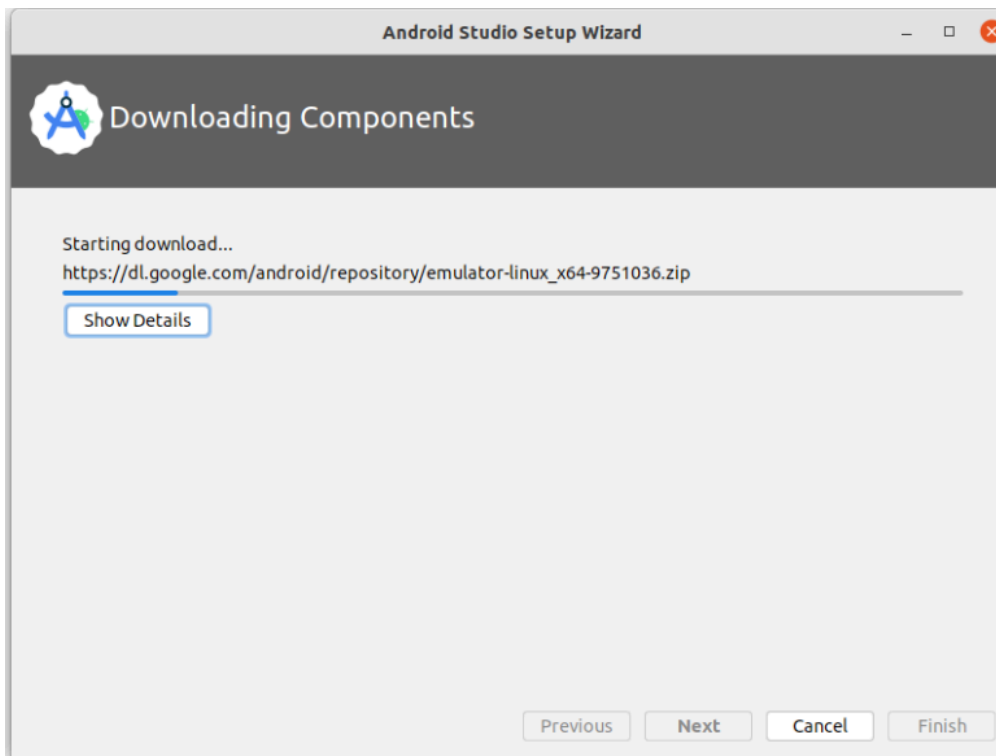 Android Studio Setup Wizard
Downloading Components
Starting download...
https://dl.google.com/android/repository/emulator-linux_x64-9751036.zip
Show Details
Previous Next Cancel Finish